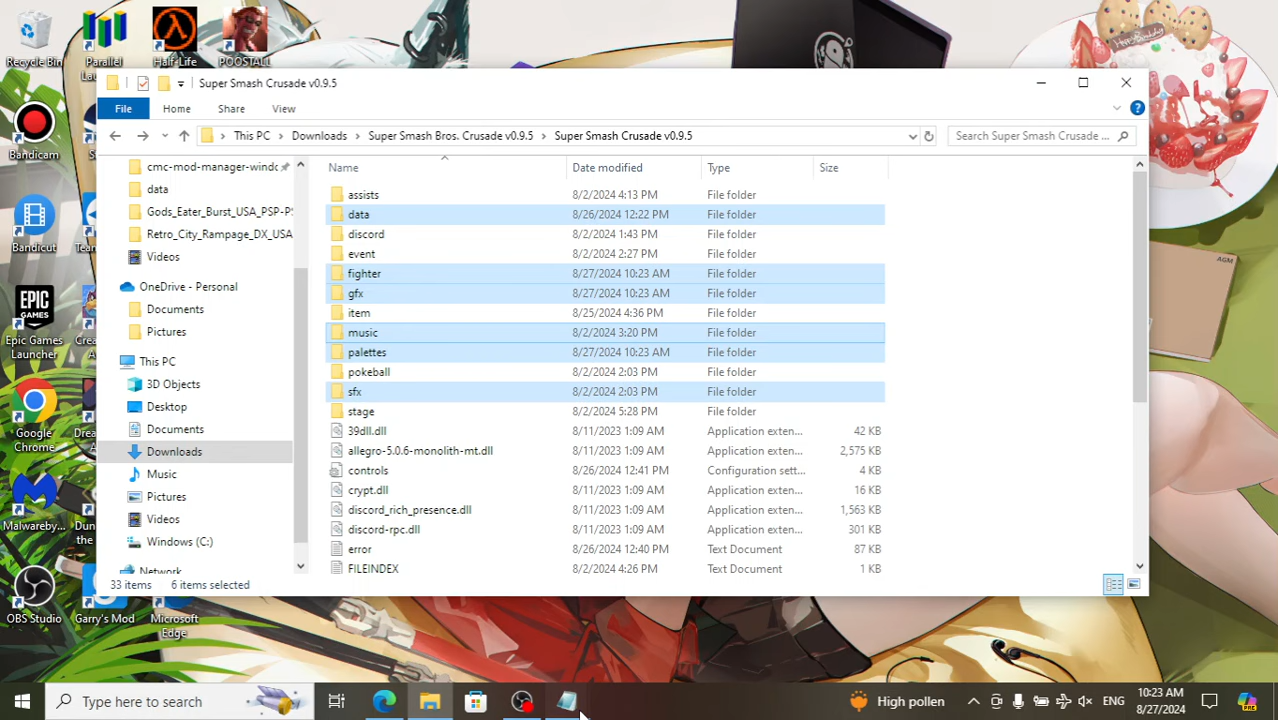 Recycle Bin
Parallel
Half-Life
POOSTALL
Happy Birthday
Super Smash Crusade v0.9.5
File
Home
Share
View
This PC
Downloads
Super Smash Bros. Crusade v0.9.5
Super Smash Crusade v0.9.5
Search Super Smash Crusade ...
Bandicam
Bandicut
Epic Games
Launcher
Google
Chrome
Malwareby...
OBS Studio
Garry's Mod
Microsoft
Edge
AGM
cmc-mod-manager-windo
data
Gods_Eater_Burst_USA_PSP-P
Retro_City_Rampage_DX_USA
Videos
OneDrive - Personal
Documents
Pictures
This PC
3D Objects
Desktop
Documents
Downloads
Music
Pictures
Videos
Windows (C:)
Network
Name Date modified Type Size
assists 8/2/2024 4:13 PM File folder
data 8/26/2024 12:22 PM File folder
discord 8/2/2024 1:43 PM File folder
event 8/2/2024 2:27 PM File folder
fighter 8/27/2024 10:23 AM File folder
gfx 8/27/2024 10:23 AM File folder
item 8/25/2024 4:36 PM File folder
music 8/2/2024 3:20 PM File folder
palettes 8/27/2024 10:23 AM File folder
pokeball 8/2/2024 2:03 PM File folder
sfx 8/2/2024 2:03 PM File folder
stage 8/2/2024 5:28 PM File folder
39dll.dll 8/11/2023 1:09 AM Application exten... 42 KB
allegro-5.0.6-monolith-mt.dll 8/11/2023 1:09 AM Application exten... 2,575 KB
controls 8/26/2024 12:41 PM Configuration sett... 4 KB
crypt.dll 8/11/2023 1:09 AM Application exten... 16 KB
discord_rich_presence.dll 8/11/2023 1:09 AM Application exten... 1,563 KB
discord-rpc.dll 8/11/2023 1:09 AM Application exten... 301 KB
error 8/26/2024 12:40 PM Text Document 87 KB
FILEINDEX 8/2/2024 4:26 PM Text Document 1 KB
33 items 6 items selected
Type here to search
High pollen
ENG
10:23 AM
8/27/2024